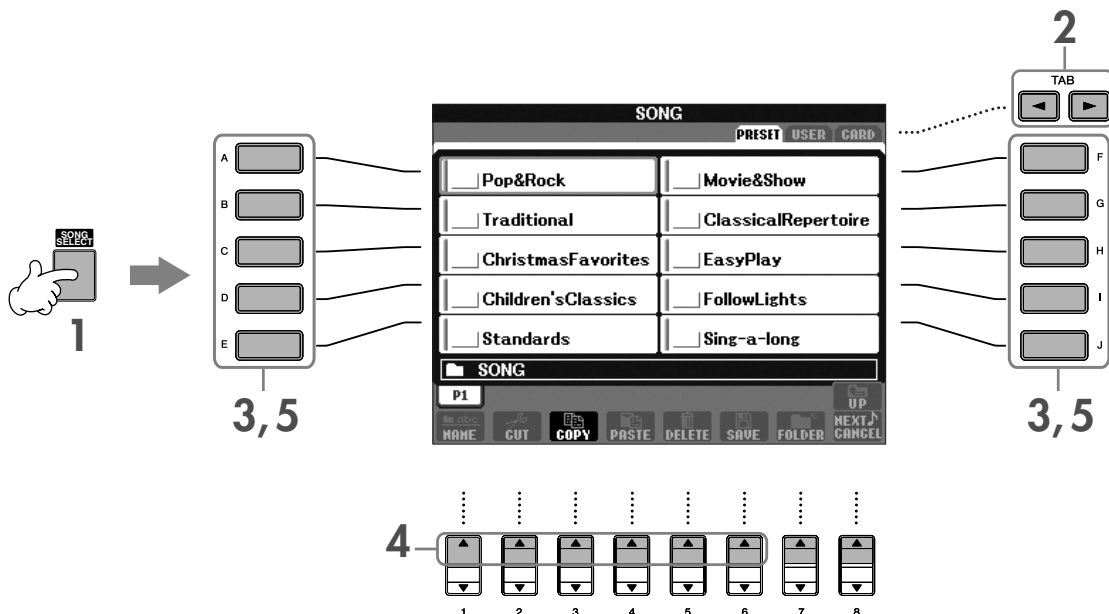 2
TAB
SONG
PRESET USER CARD
A
B
C
D
E
F
G
H
I
J
SONG
SELECT
1
Pop&Rock
Movie&Show
Traditional
ClassicalRepertoire
ChristmasFavorites
EasyPlay
Children'sClassics
FollowLights
Standards
Sing-a-long
SONG
P1
UP
abc
NAME CUT COPY PASTE DELETE SAVE FOLDER NEXT♪
CANCEL
3, 5
3, 5
4
1 2 3 4 5 6 7 8